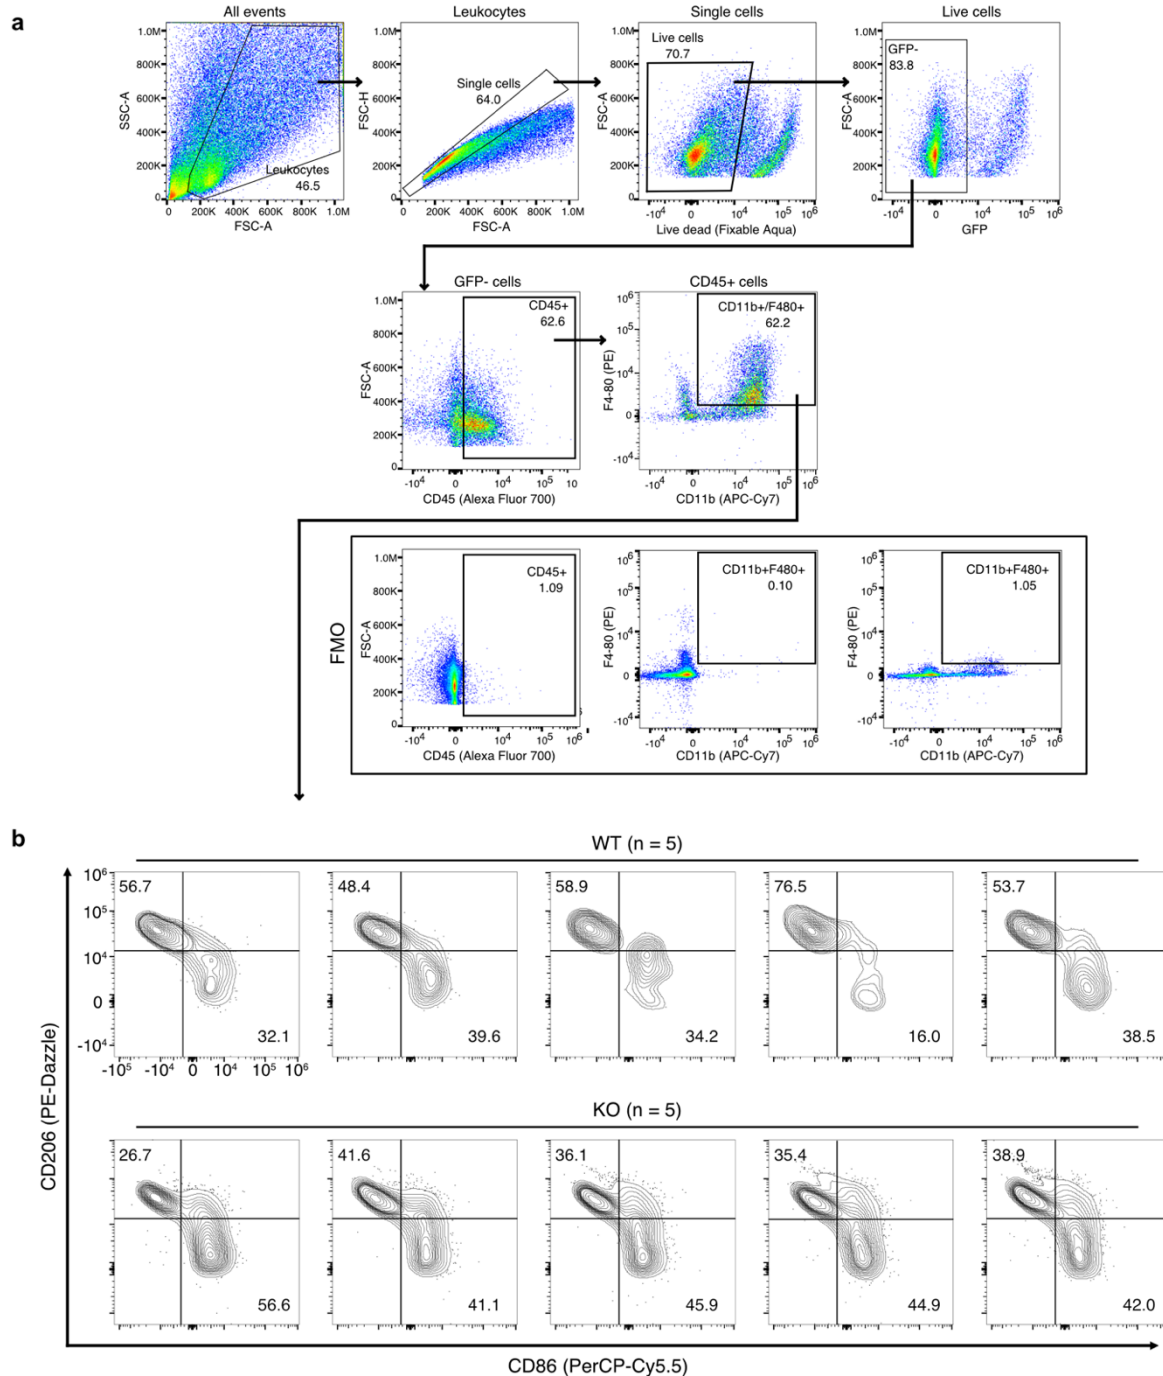 a
All events
Leukocytes
Single cells
Live cells
1.0M
800K
600K
400K
200K
0
SSC-A
Leukocytes
46.5
0 200K 400K 600K 800K 1.0M
FSC-A
1.0M
800K
600K
400K
200K
0
FSC-H
Single cells
64.0
0 200K 400K 600K 800K 1.0M
FSC-A
1.0M
800K
600K
400K
200K
0
FSC-A
Live cells
70.7
-10⁴ 0 10⁴ 10⁵ 10⁶
Live dead (Fixable Aqua)
1.0M
800K
600K
400K
200K
0
FSC-A
GFP-
83.8
-10⁴ 0 10⁴ 10⁵ 10⁶
GFP
GFP- cells
CD45+ cells
1.0M
800K
600K
400K
200K
0
FSC-A
CD45+
62.6
-10⁴ 0 10⁴ 10⁵ 10
CD45 (Alexa Fluor 700)
10⁶
10⁵
10⁴
0
-10⁴
F4-80 (PE)
CD11b+/F480+
62.2
-10⁴ 0 10⁴ 10⁵ 10⁶
CD11b (APC-Cy7)
FMO
1.0M
800K
600K
400K
200K
0
FSC-A
CD45+
1.09
-10⁴ 0 10⁴ 10⁵ 10⁶
CD45 (Alexa Fluor 700)
10⁶
10⁵
10⁴
0
-10⁴
F4-80 (PE)
CD11b+F480+
0.10
-10⁴ 0 10⁴ 10⁵ 10⁶
CD11b (APC-Cy7)
10⁶
10⁵
10⁴
0
-10⁴
F4-80 (PE)
CD11b+F480+
1.05
-10⁴ 0 10⁴ 10⁵ 10⁶
CD11b (APC-Cy7)
b
WT (n = 5)
10⁶
10⁵
10⁴
0
-10⁴
56.7
32.1
-10⁵ -10⁴ 0 10⁴ 10⁵ 10⁶
48.4
39.6
58.9
34.2
76.5
16.0
53.7
38.5
CD206 (PE-Dazzle)
KO (n = 5)
26.7
56.6
41.6
41.1
36.1
45.9
35.4
44.9
38.9
42.0
CD86 (PerCP-Cy5.5)